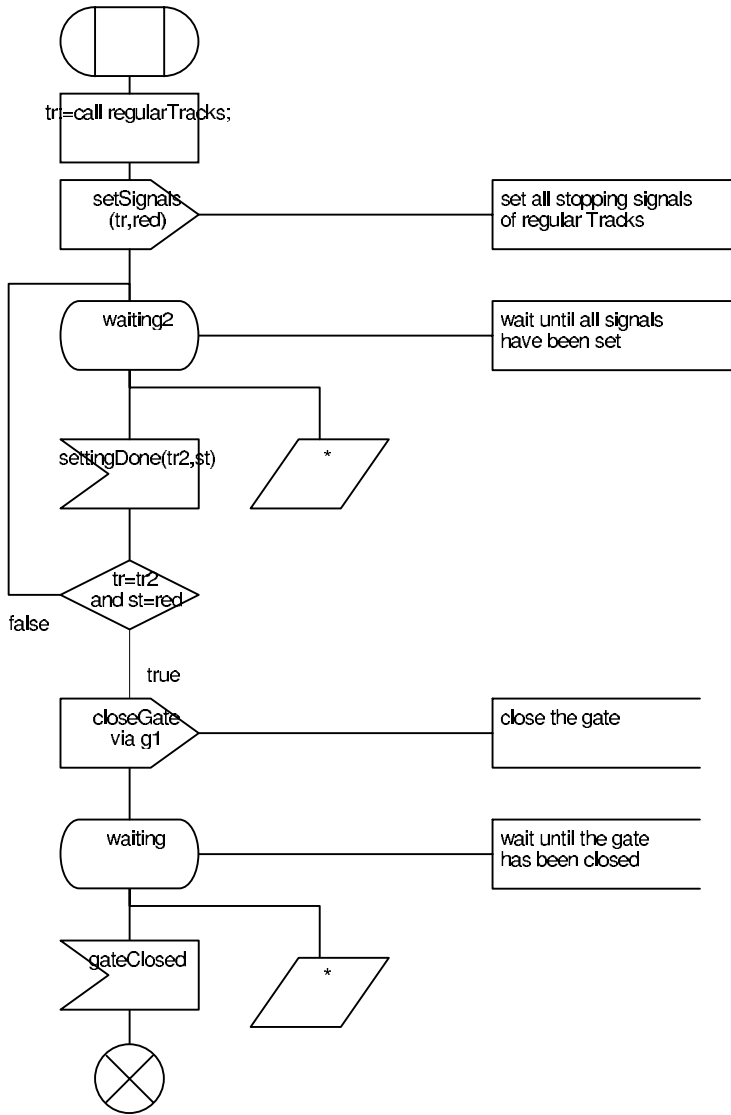 tr:=call regularTracks;
setSignals
(tr,red)
set all stopping signals
of regular Tracks
waiting2
wait until all signals
have been set
settingDone(tr2,st)
*
tr=tr2
and st=red
false
true
closeGate
via g1
close the gate
waiting
wait until the gate
has been closed
gateClosed
*